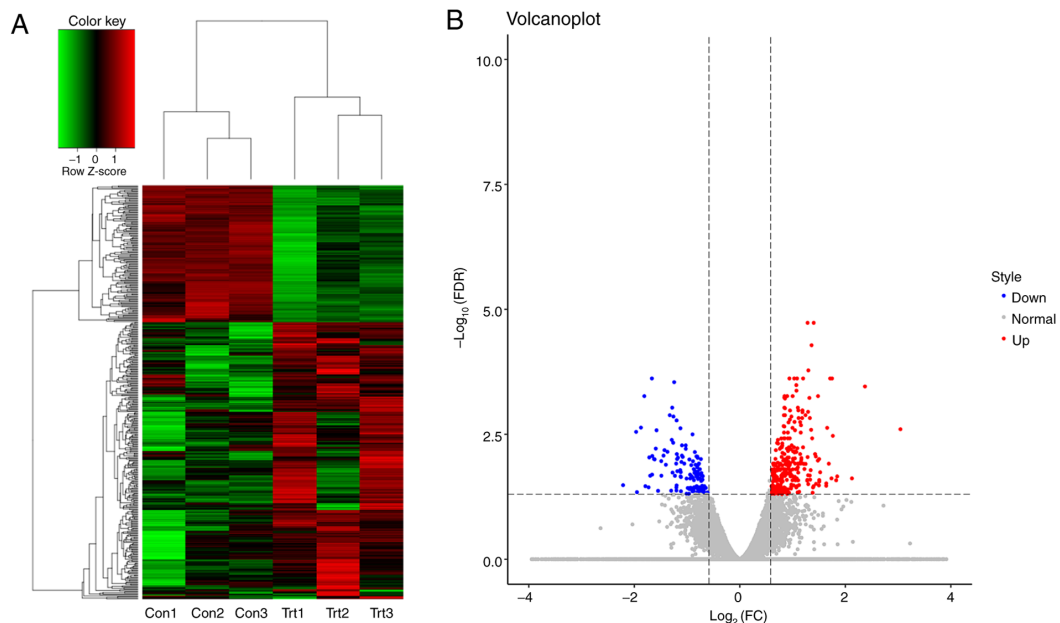 A
Color key
−1 0 1
Row Z-score
Con1 Con2 Con3 Trt1 Trt2 Trt3
B
Volcanoplot
10.0
7.5
5.0
2.5
0.0
−Log10 (FDR)
−4 −2 0 2 4
Log2 (FC)
Style
Down
Normal
Up